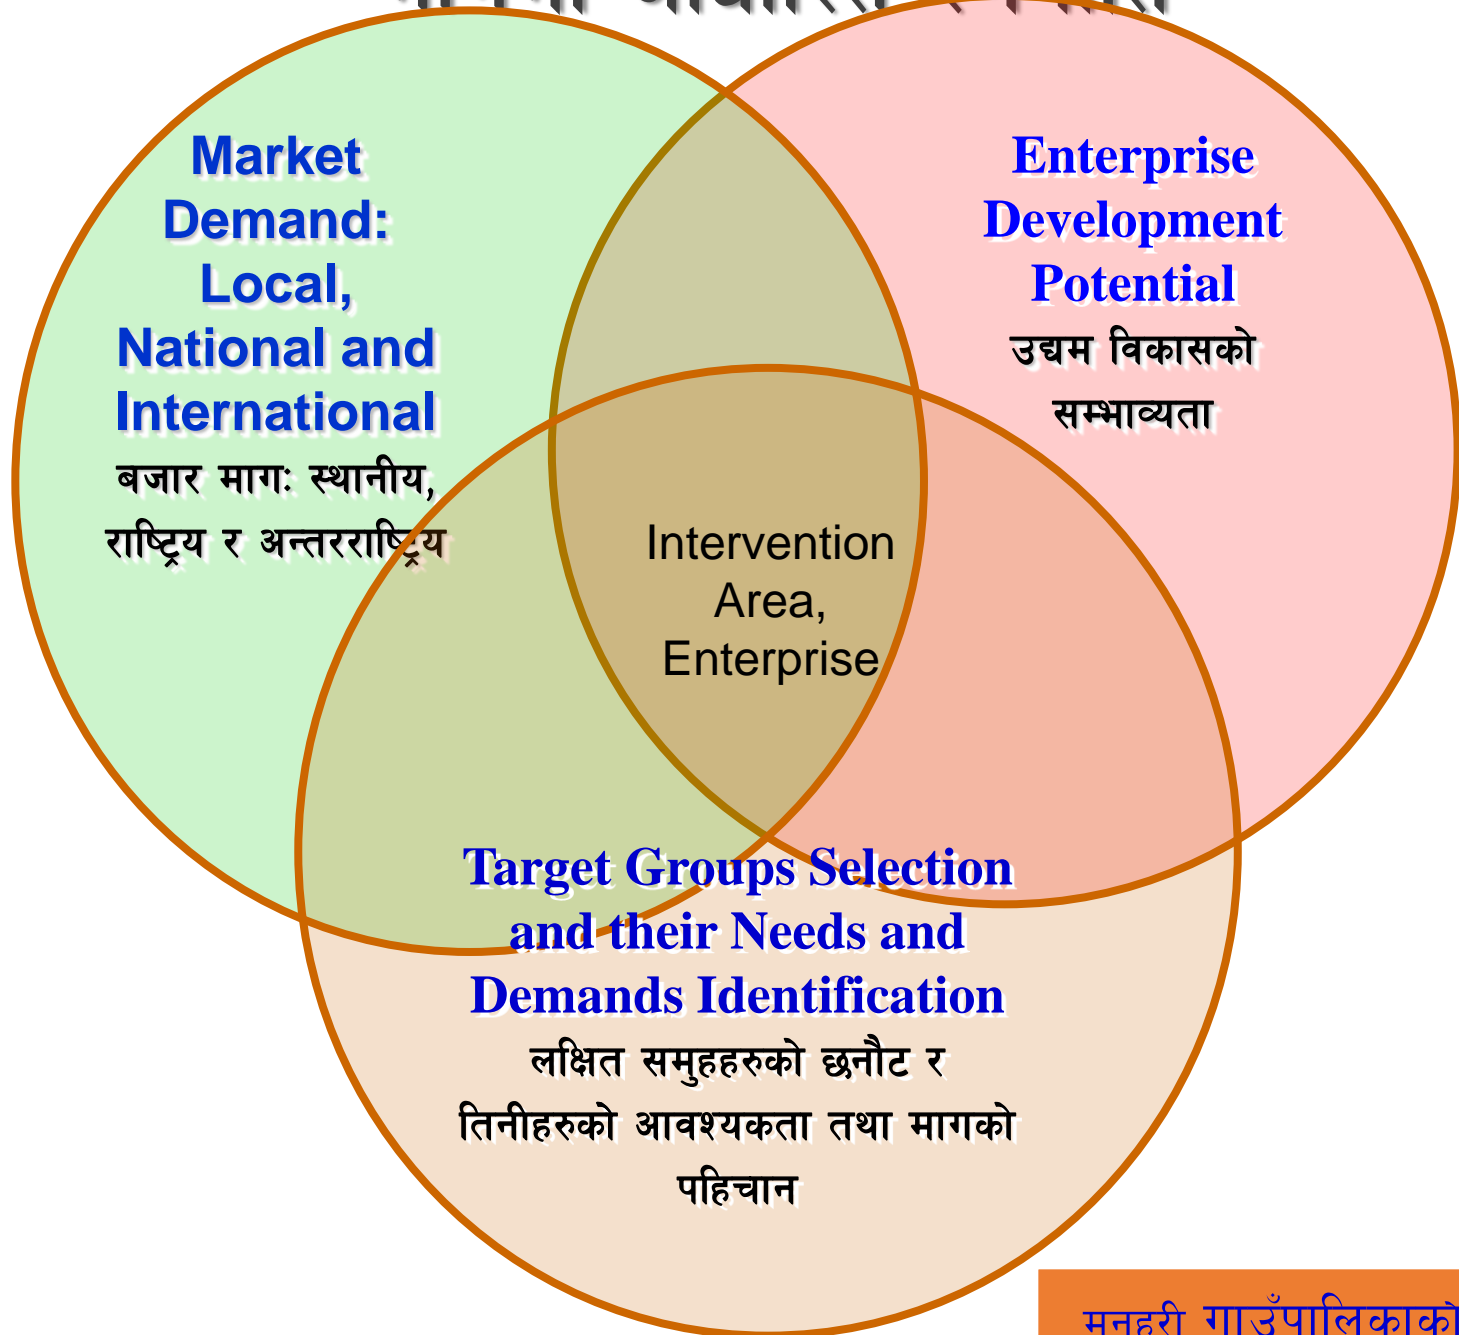 Market
Demand:
Local,
National and
International
बजार मागः स्थानीय,
राष्ट्रिय र अन्तरराष्ट्रिय
Enterprise
Development
Potential
उद्यम विकासको
सम्भाव्यता
Intervention
Area,
Enterprise
Target Groups Selection
and their Needs and
Demands Identification
लक्षित समुहहरुको छनौट र
तिनीहरुको आवश्यकता तथा मागको
पहिचान
मनहरी गाउँपालिकाको